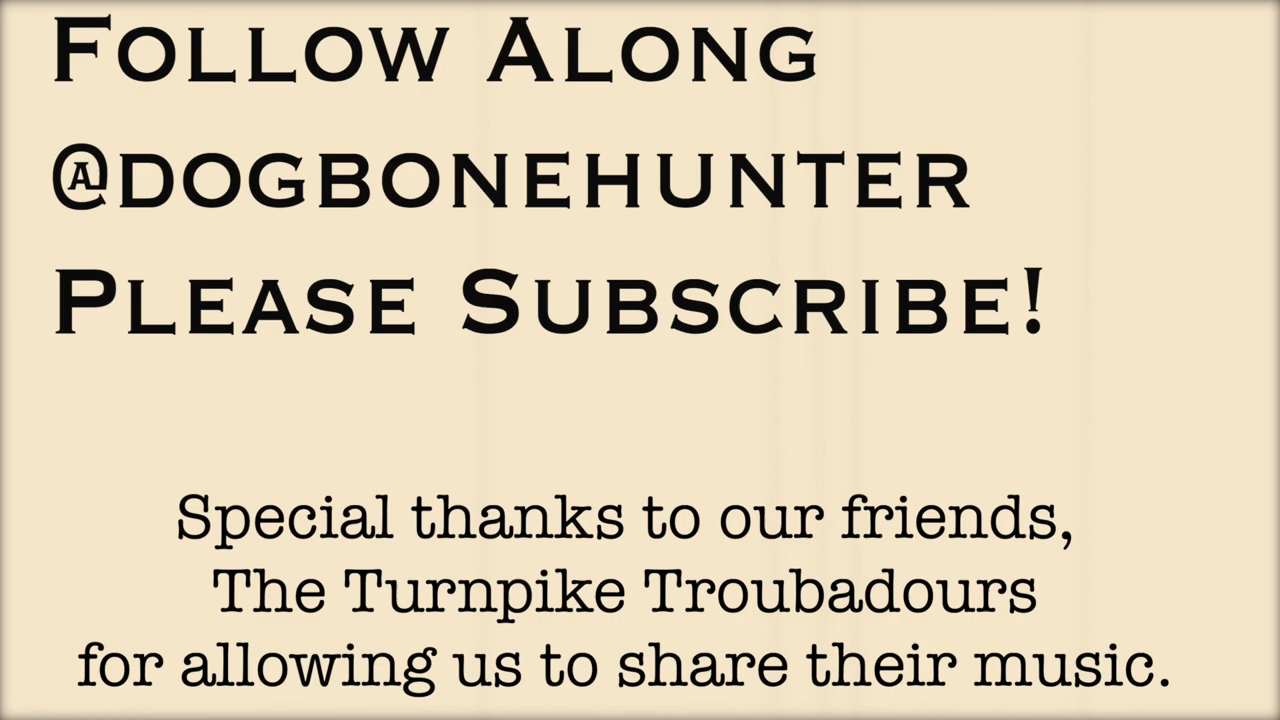 Follow Along
@dogbonehunter
Please Subscribe!
Special thanks to our friends,
The Turnpike Troubadours
for allowing us to share their music.